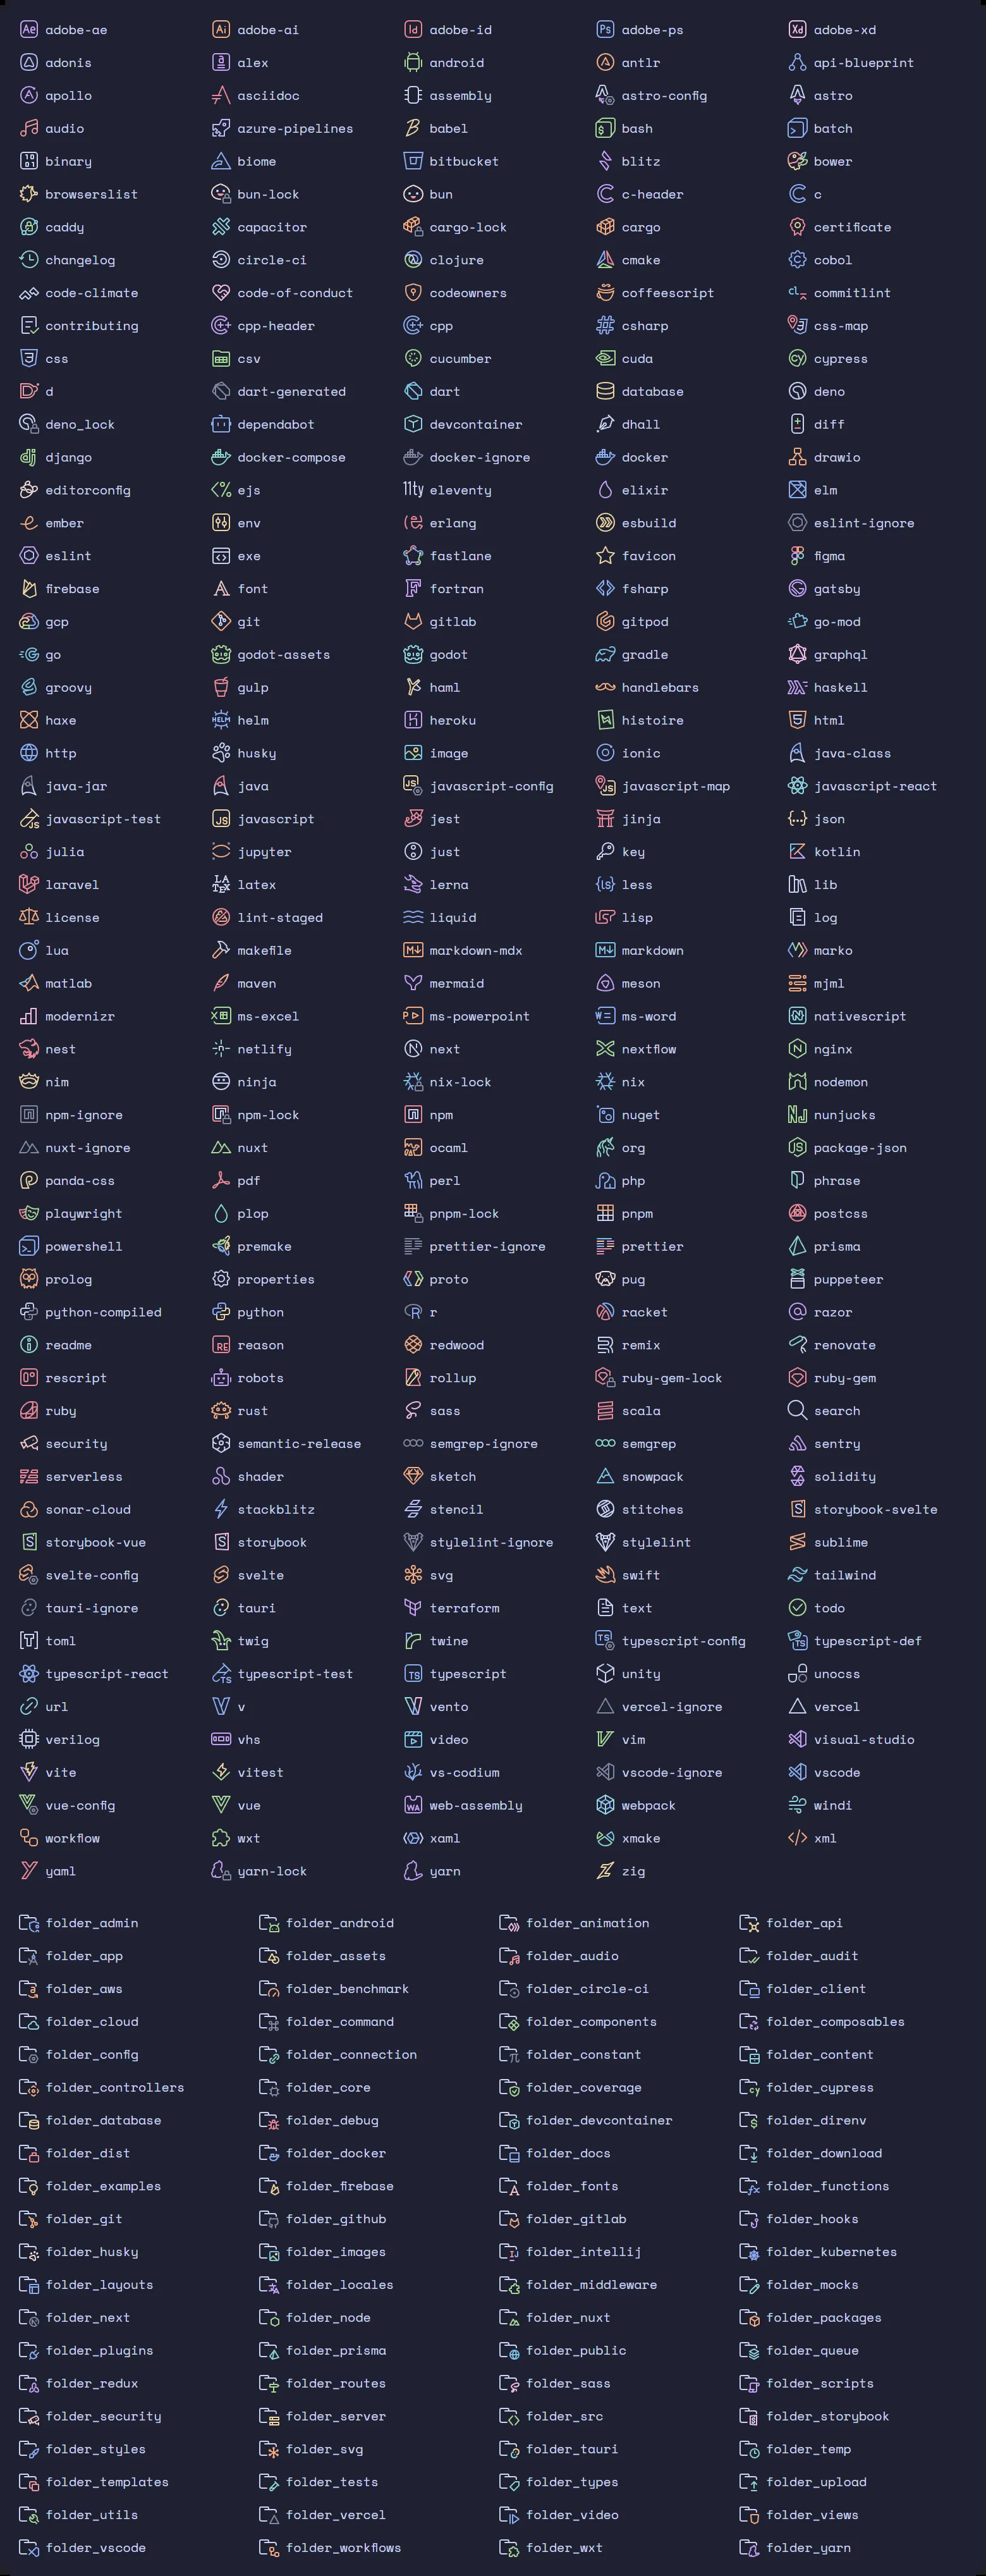 adobe-ae adobe-ai adobe-id adobe-ps adobe-xd
adonis alex android antlr api-blueprint
apollo asciidoc assembly astro-config astro
audio azure-pipelines babel bash batch
binary biome bitbucket blitz bower
browserslist bun-lock bun c-header c
caddy capacitor cargo-lock cargo certificate
changelog circle-ci clojure cmake cobol
code-climate code-of-conduct codeowners coffeescript commitlint
contributing cpp-header cpp csharp css-map
css csv cucumber cuda cypress
d dart-generated dart database deno
deno_lock dependabot devcontainer dhall diff
django docker-compose docker-ignore docker drawio
editorconfig ejs eleventy elixir elm
ember env erlang esbuild eslint-ignore
eslint exe fastlane favicon figma
firebase font fortran fsharp gatsby
gcp git gitlab gitpod go-mod
go godot-assets godot gradle graphql
groovy gulp haml handlebars haskell
haxe helm heroku histoire html
http husky image ionic java-class
java-jar java javascript-config javascript-map javascript-react
javascript-test javascript jest jinja json
julia jupyter just key kotlin
laravel latex lerna less lib
license lint-staged liquid lisp log
lua makefile markdown-mdx markdown marko
matlab maven mermaid meson mjml
modernizr ms-excel ms-powerpoint ms-word nativescript
nest netlify next nextflow nginx
nim ninja nix-lock nix nodemon
npm-ignore npm-lock npm nuget nunjucks
nuxt-ignore nuxt ocaml org package-json
panda-css pdf perl php phrase
playwright plop pnpm-lock pnpm postcss
powershell premake prettier-ignore prettier prisma
prolog properties proto pug puppeteer
python-compiled python r racket razor
readme reason redwood remix renovate
rescript robots rollup ruby-gem-lock ruby-gem
ruby rust sass scala search
security semantic-release semgrep-ignore semgrep sentry
serverless shader sketch snowpack solidity
sonar-cloud stackblitz stencil stitches storybook-svelte
storybook-vue storybook stylelint-ignore stylelint sublime
svelte-config svelte svg swift tailwind
tauri-ignore tauri terraform text todo
toml twig twine typescript-config typescript-def
typescript-react typescript-test typescript unity unocss
url v vento vercel-ignore vercel
verilog vhs video vim visual-studio
vite vitest vs-codium vscode-ignore vscode
vue-config vue web-assembly webpack windi
workflow wxt xaml xmake xml
yaml yarn-lock yarn zig
folder_admin folder_android folder_animation folder_api
folder_app folder_assets folder_audio folder_audit
folder_aws folder_benchmark folder_circle-ci folder_client
folder_cloud folder_command folder_components folder_composables
folder_config folder_connection folder_constant folder_content
folder_controllers folder_core folder_coverage folder_cypress
folder_database folder_debug folder_devcontainer folder_direnv
folder_dist folder_docker folder_docs folder_download
folder_examples folder_firebase folder_fonts folder_functions
folder_git folder_github folder_gitlab folder_hooks
folder_husky folder_images folder_intellij folder_kubernetes
folder_layouts folder_locales folder_middleware folder_mocks
folder_next folder_node folder_nuxt folder_packages
folder_plugins folder_prisma folder_public folder_queue
folder_redux folder_routes folder_sass folder_scripts
folder_security folder_server folder_src folder_storybook
folder_styles folder_svg folder_tauri folder_temp
folder_templates folder_tests folder_types folder_upload
folder_utils folder_vercel folder_video folder_views
folder_vscode folder_workflows folder_wxt folder_yarn